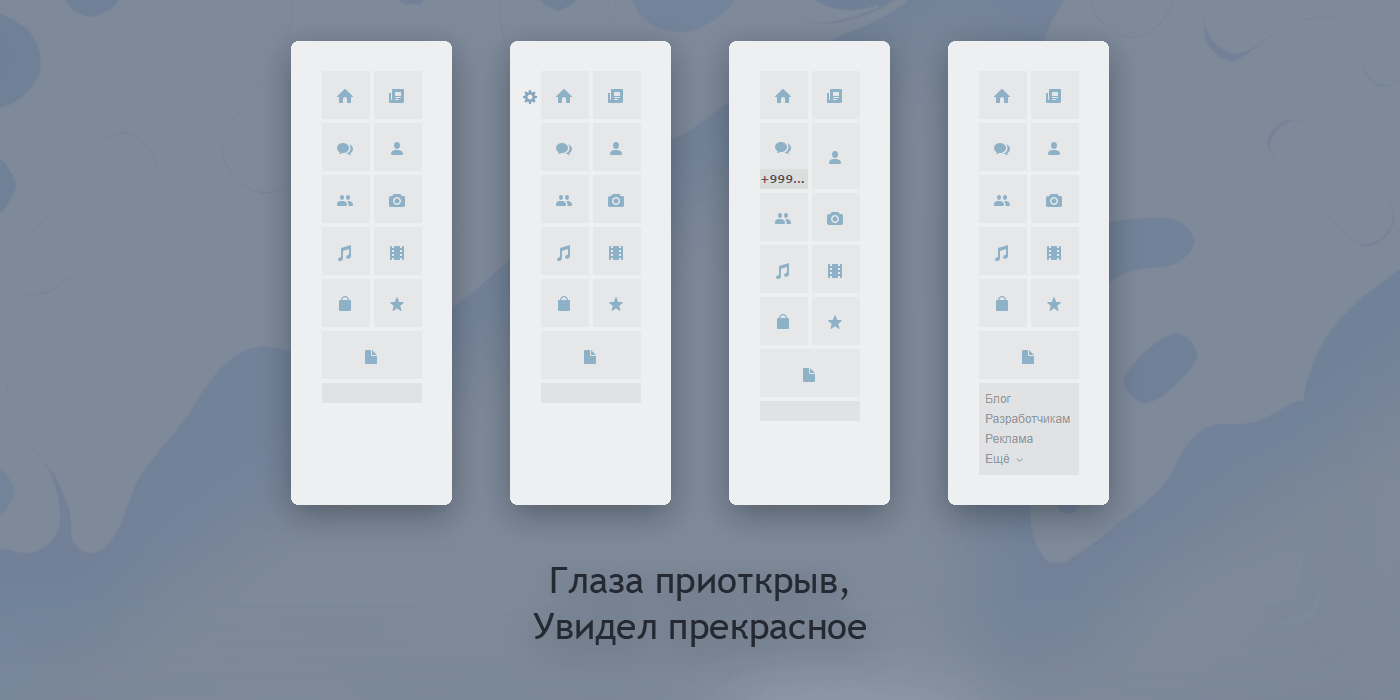 +999...
Блог
Разработчикам
Реклама
Ещё
Глаза приоткрыв,
Увидел прекрасное